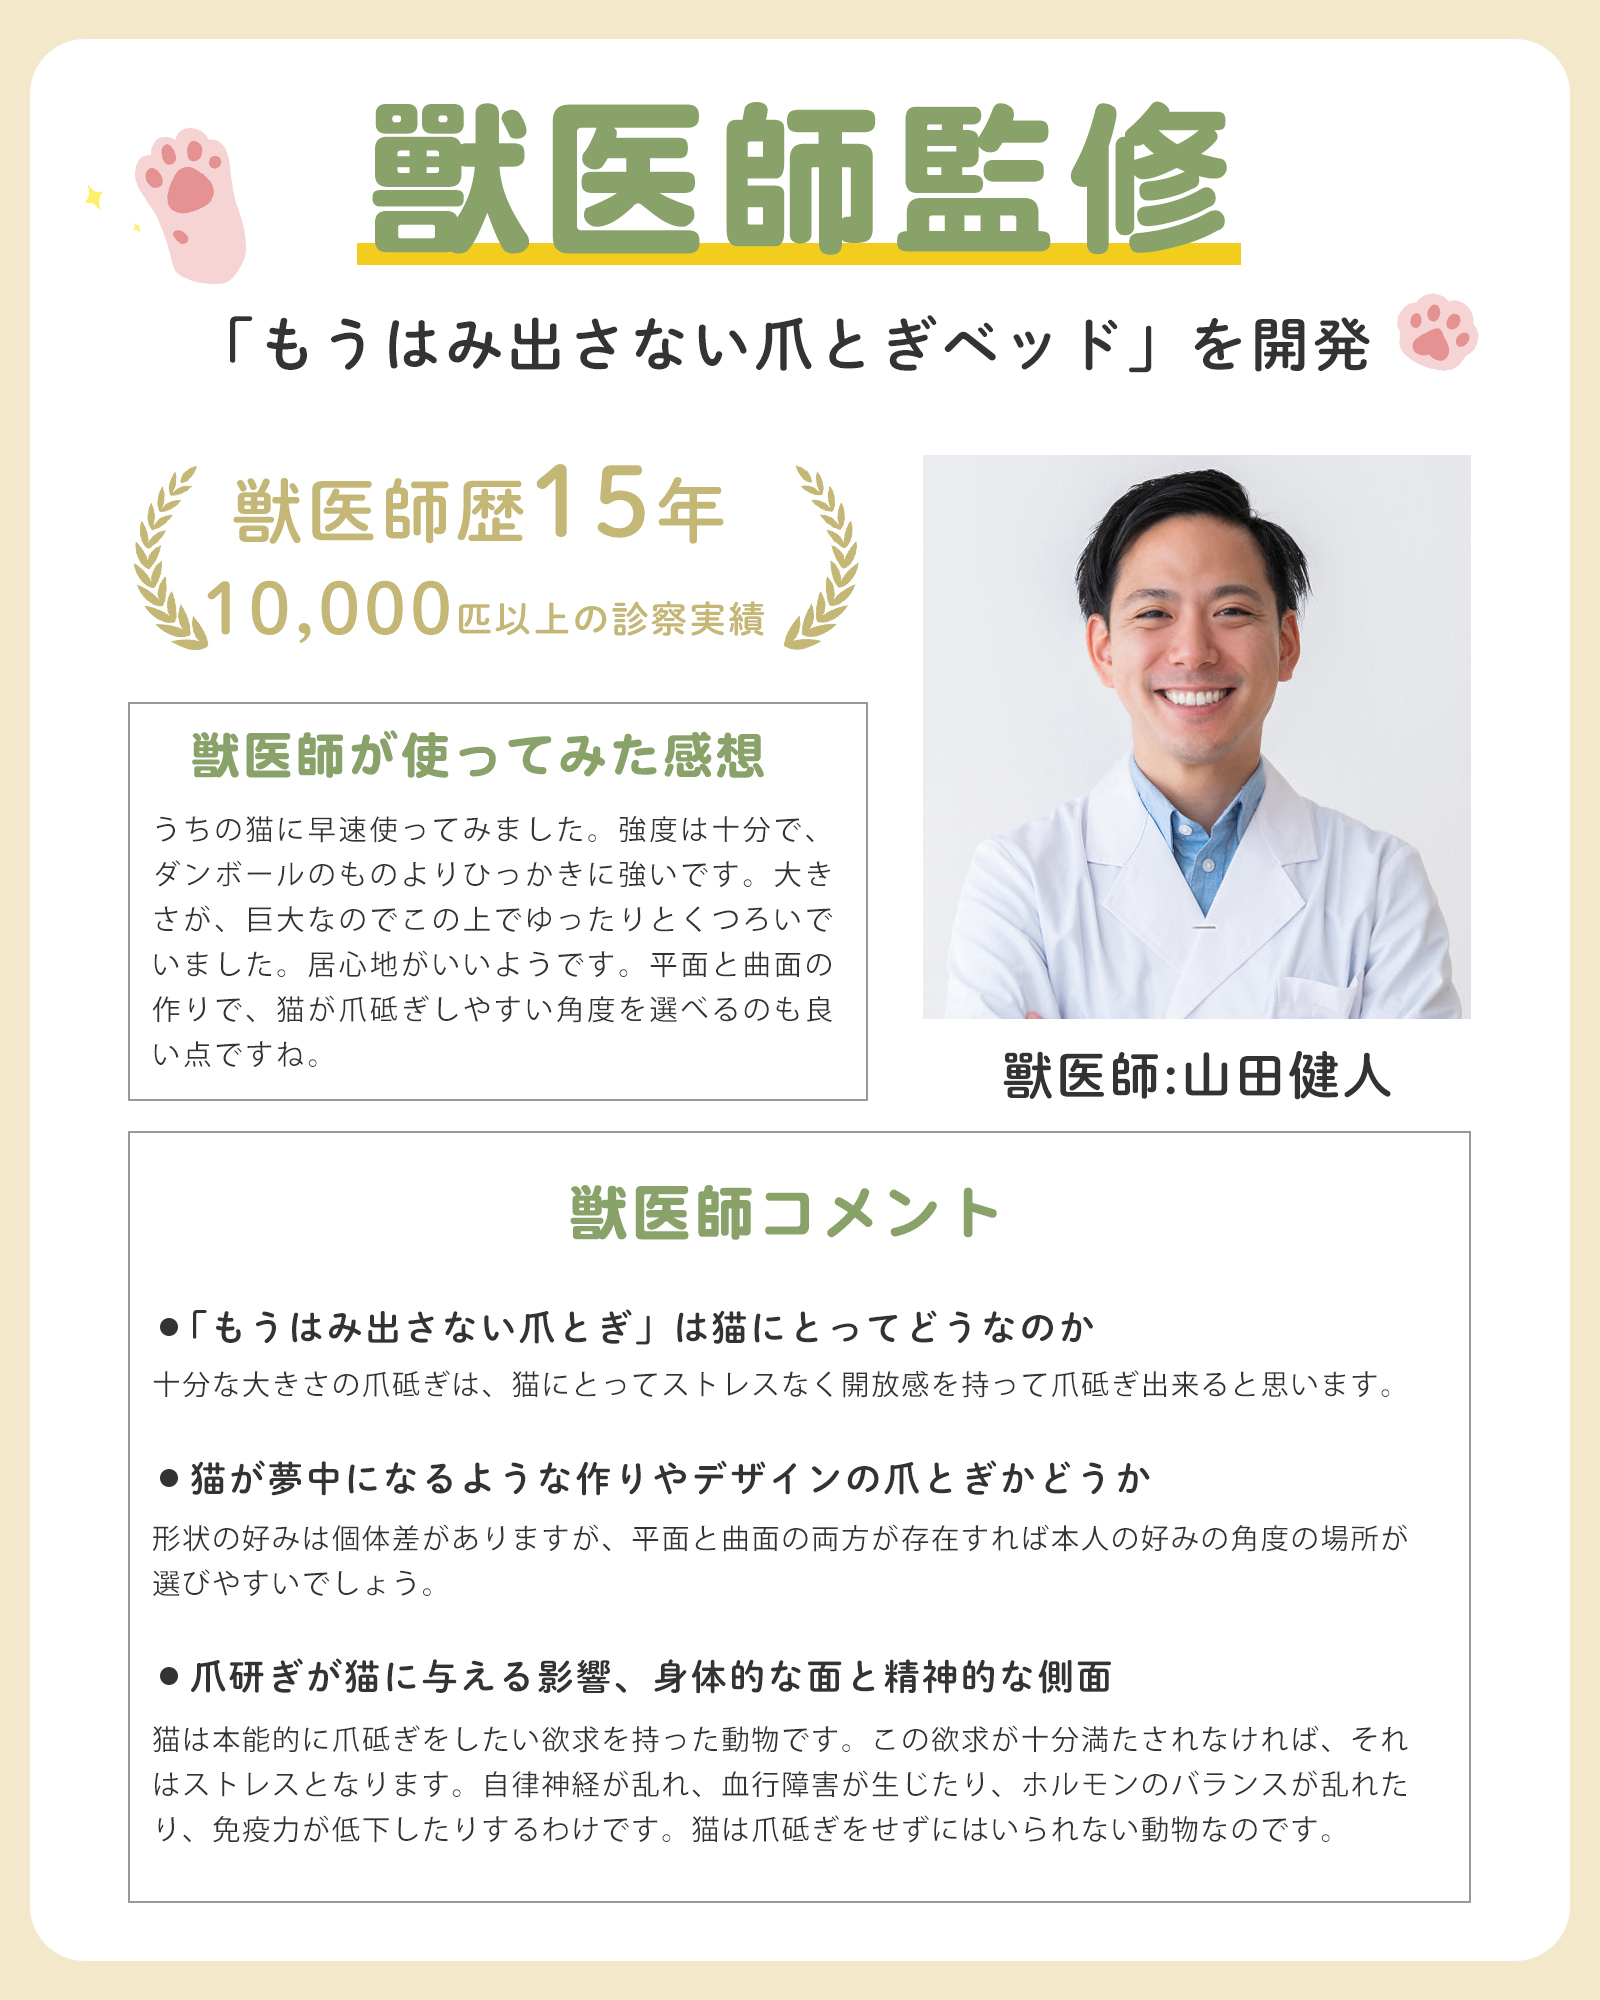 獸医師監修
「もうはみ出さない爪とぎベッド」を開発
獣医師歴15年
10,000匹以上の診察実績
獣医師が使ってみた感想
うちの猫に早速使ってみました。強度は十分で、
ダンボールのものよりひっかきに強いです。大き
さが、巨大なのでこの上でゆったりとくつろいで
いました。居心地がいいようです。平面と曲面の
作りで、猫が爪砥ぎしやすい角度を選べるのも良
い点ですね。
獸医師:山田健人
獣医師コメント
●「もうはみ出さない爪とぎ」は猫にとってどうなのか
十分な大きさの爪砥ぎは、猫にとってストレスなく開放感を持って爪砥ぎ出来ると思います。
●猫が夢中になるような作りやデザインの爪とぎかどうか
形状の好みは個体差がありますが、平面と曲面の両方が存在すれば本人の好みの角度の場所が
選びやすいでしょう。
●爪研ぎが猫に与える影響、身体的な面と精神的な側面
猫は本能的に爪砥ぎをしたい欲求を持った動物です。この欲求が十分満たされなければ、それ
はストレスとなります。自律神経が乱れ、血行障害が生じたり、ホルモンのバランスが乱れた
り、免疫力が低下したりするわけです。猫は爪砥ぎをせずにはいられない動物なのです。